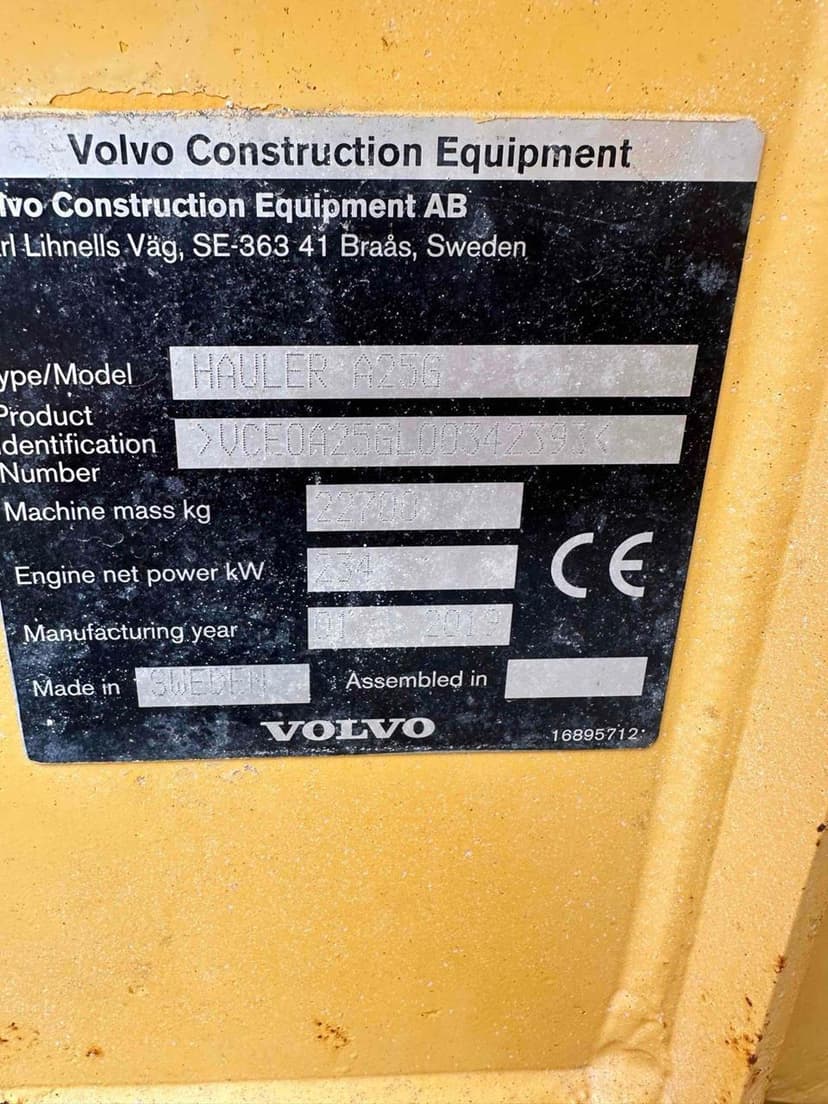 Volvo Construction Equipment
lvo Construction Equipment AB
rl Lihnells Väg, SE-363 41 Braås, Sweden
ype/Model HAULER A25G
Product
Identification >VCE0A25GL00342393<
Number
Machine mass kg 22700
Engine net power kW 234
CE
Manufacturing year 01 2019
Made in SWEDEN Assembled in
VOLVO 16895712